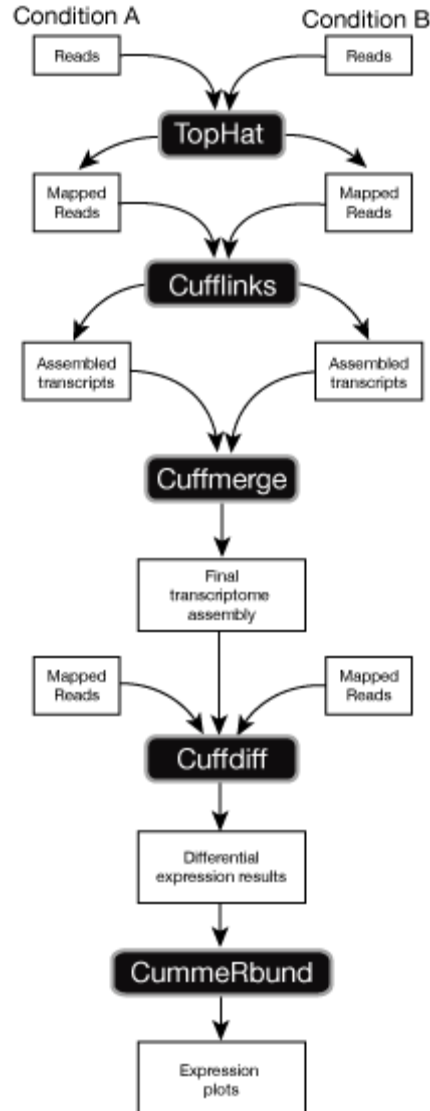 Condition A
Condition B
Reads
Reads
TopHat
Mapped
Reads
Mapped
Reads
Cufflinks
Assembled
transcripts
Assembled
transcripts
Cuffmerge
Final
transcriptome
assembly
Mapped
Reads
Mapped
Reads
Cuffdiff
Differential
expression results
CummeRbund
Expression
plots